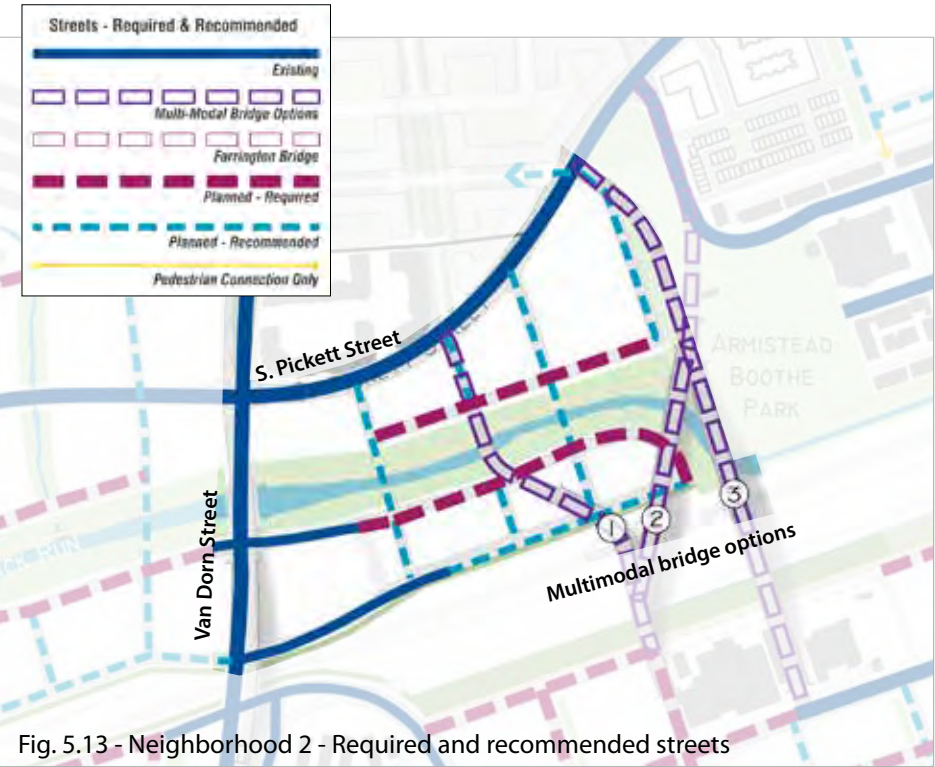 Streets - Required & Recommended
Existing
Multi-Modal Bridge Options
Farrington Bridge
Planned - Required
Planned - Recommended
Pedestrian Connection Only
S. Pickett Street
ARMISTEAD
BOOTHE
PARK
Van Dorn Street
RUN
1
2
3
Multimodal bridge options
Fig. 5.13 - Neighborhood 2 - Required and recommended streets